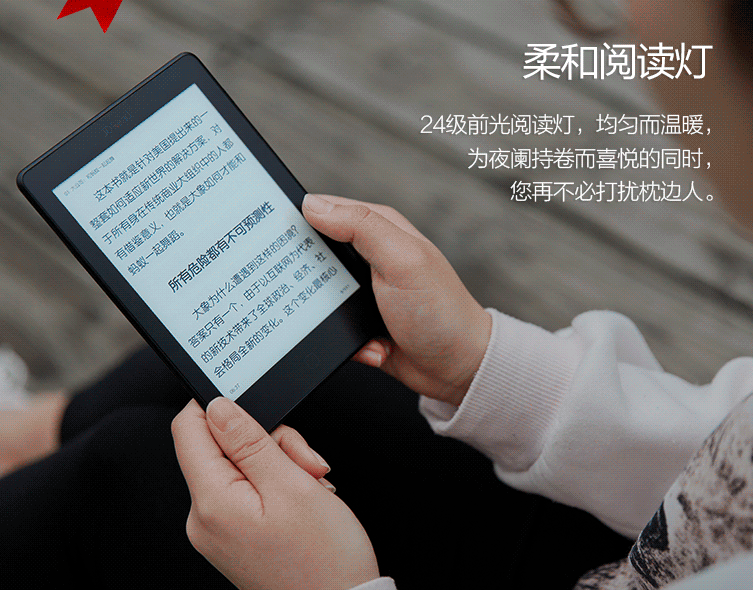 柔和阅读灯
24级前光阅读灯，均匀而温暖，
为夜阑持卷而喜悦的同时，
您再不必打扰枕边人。
这本书就是针对美国提出来的一
整套如何适应新世界的解决方案，对
于所有身在传统商业大组织中的人都
有借鉴意义，也就是大象如何才能和
蚂蚁一起舞蹈。
所有危险都有不可预测性
大象为什么遭遇到这样的困境？
答案只有一个，由于以互联网为代表
的新技术带来了全球政治、经济、社
会格局全新的变化。这个变化最核心